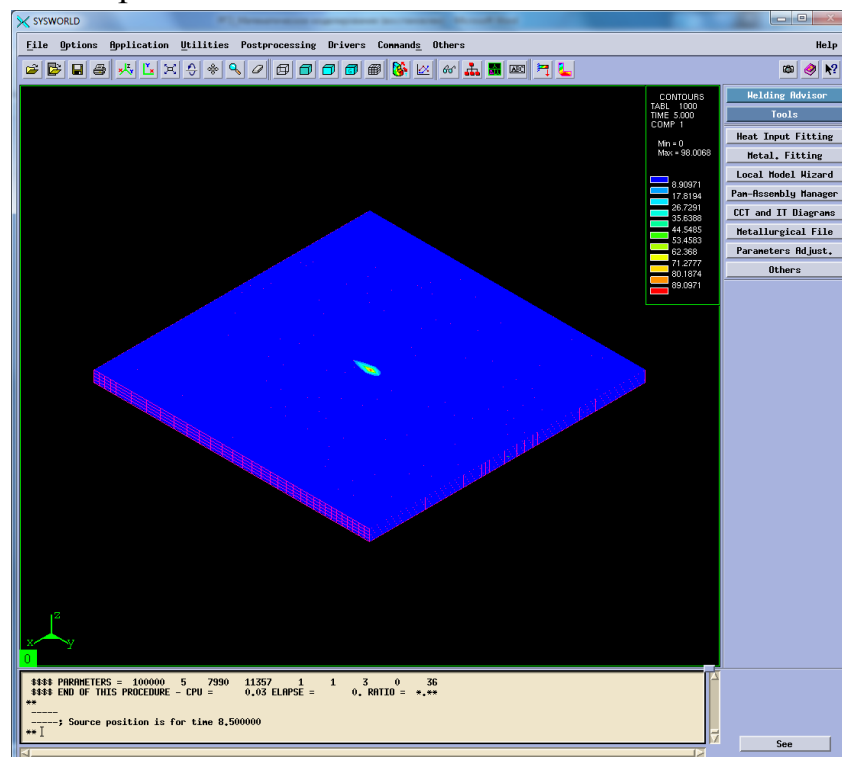 SYSWORLD
File Options Application Utilities Postprocessing Drivers Commands Others Help
CONTOURS
TABL 1000
TIME 5.000
COMP 1
Min = 0
Max = 98.0068
8.90971
17.8194
26.7291
35.6388
44.5485
53.4583
62.368
71.2777
80.1874
89.0971
Welding Advisor
Tools
Heat Input Fitting
Metal. Fitting
Local Model Wizard
Pam-Assembly Manager
CCT and IT Diagrams
Metallurgical File
Parameters Adjust.
Others
z
x y
0
$$$$ PARAMETERS = 100000 5 7990 11357 1 1 3 0 36
$$$$ END OF THIS PROCEDURE - CPU = 0.03 ELAPSE = 0. RATIO = *.**
**
-----
-----; Source position is for time 8.500000
**
See